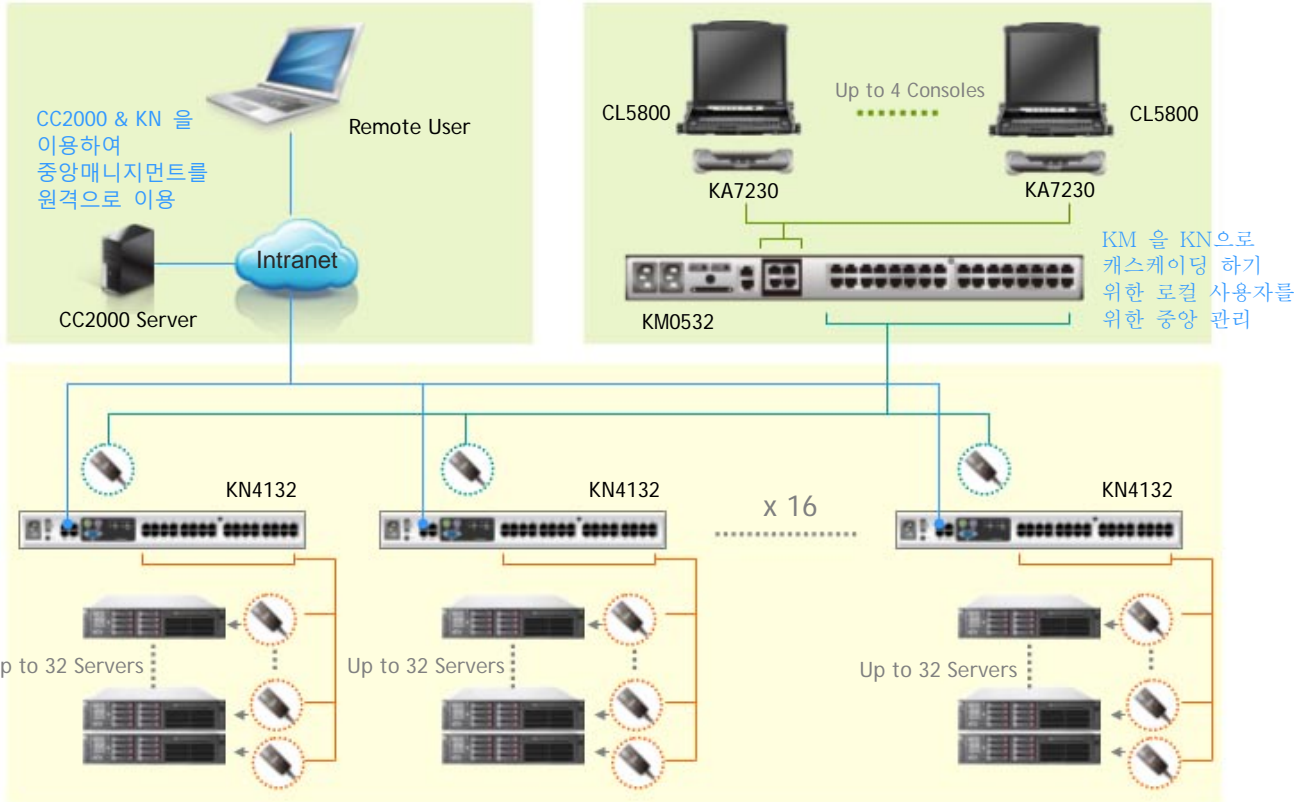 CC2000 & KN 을
이용하여
중앙매니지먼트를
원격으로 이용
Remote User
Intranet
CC2000 Server
CL5800
Up to 4 Consoles
CL5800
KA7230
KA7230
KM0532
KM 을 KN으로
캐스케이딩 하기
위한 로컬 사용자를
위한 중앙 관리
KN4132
KN4132
x 16
KN4132
p to 32 Servers
Up to 32 Servers
Up to 32 Servers